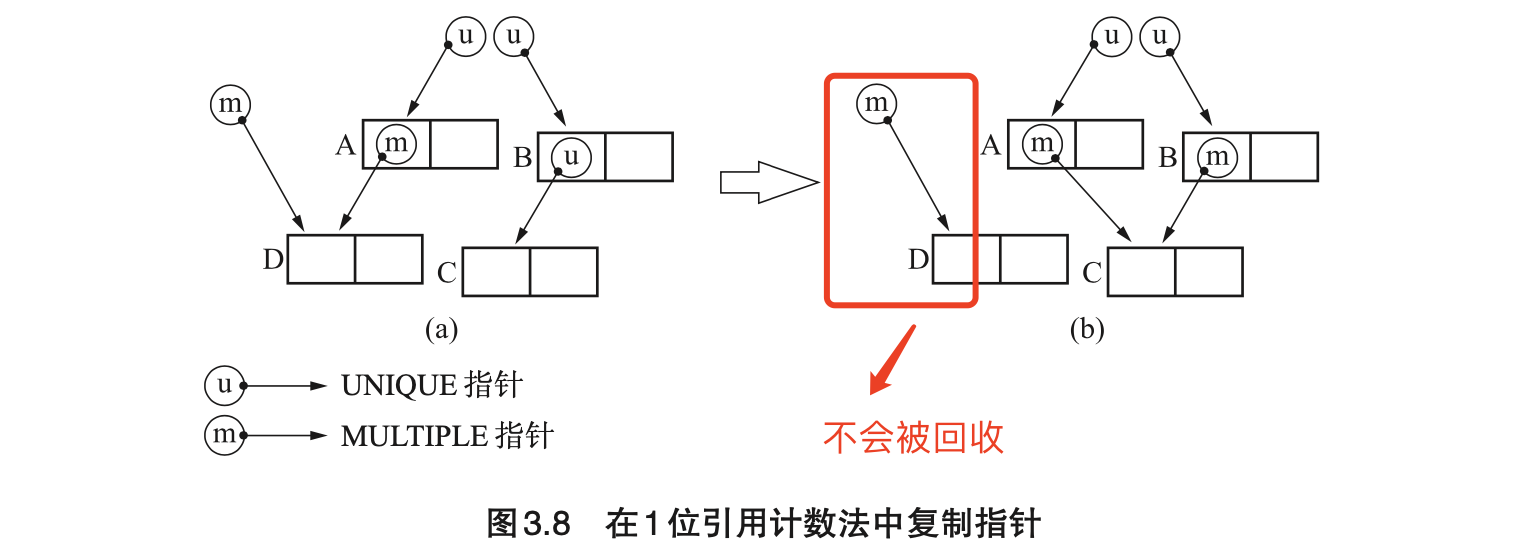 u u u u
m m
A m B u A m B m
D C D C
(a) (b)
u UNIQUE 指针
m MULTIPLE 指针
不会被回收
图3.8 在1位引用计数法中复制指针